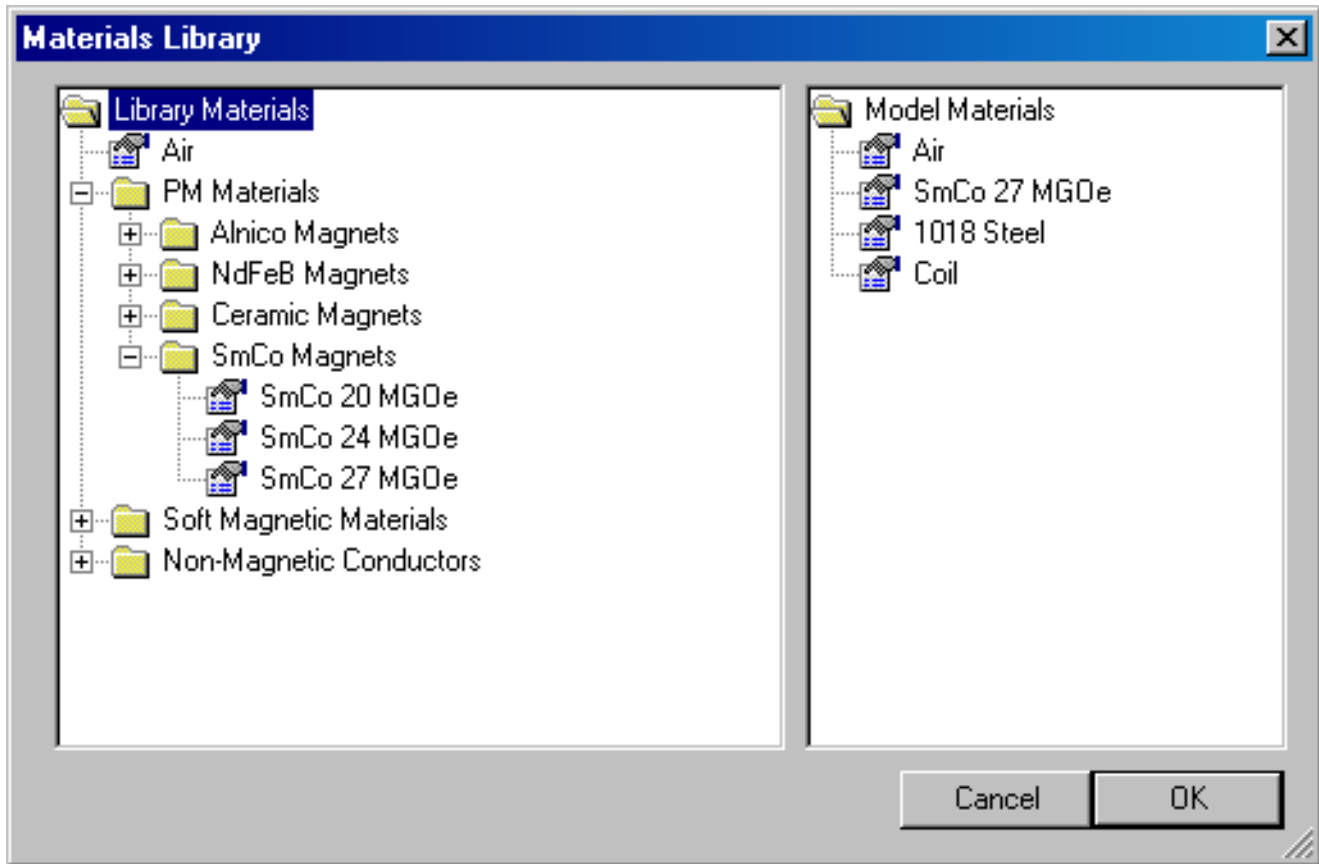 Materials Library
Library Materials
Air
PM Materials
Alnico Magnets
NdFeB Magnets
Ceramic Magnets
SmCo Magnets
SmCo 20 MGOe
SmCo 24 MGOe
SmCo 27 MGOe
Soft Magnetic Materials
Non-Magnetic Conductors
Model Materials
Air
SmCo 27 MGOe
1018 Steel
Coil
Cancel
OK